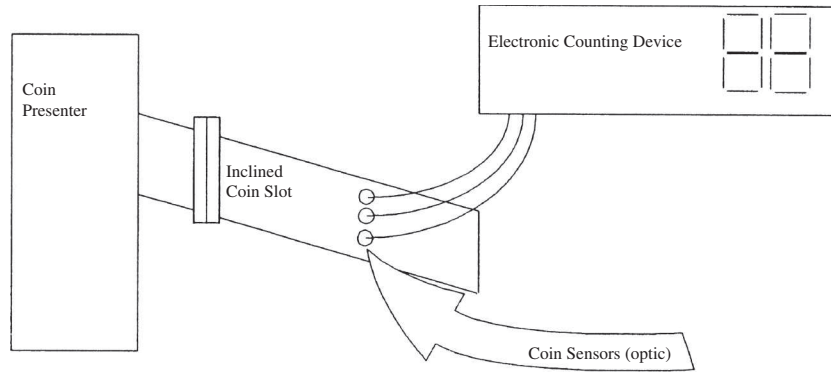 Electronic Counting Device
Coin
Presenter
Inclined
Coin Slot
Coin Sensors (optic)